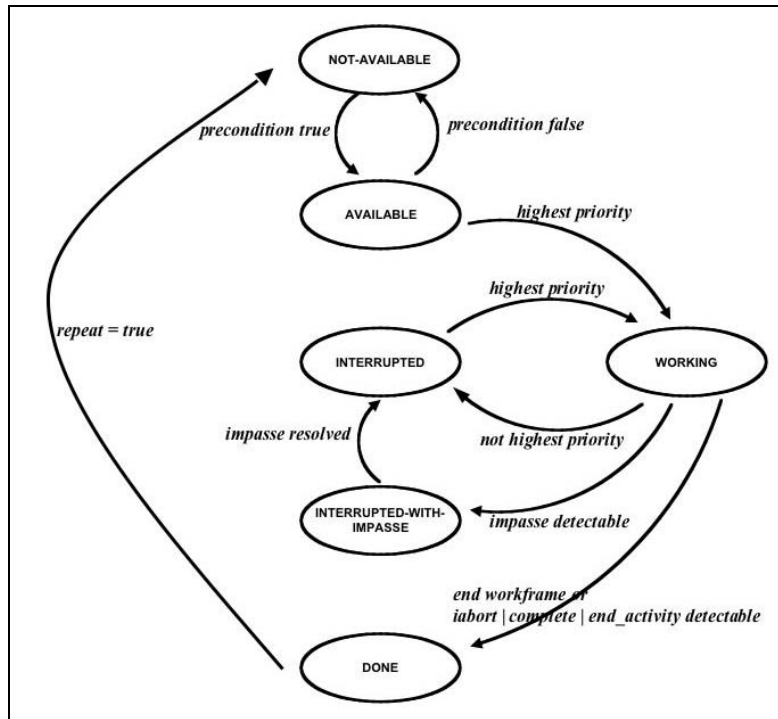 NOT-AVAILABLE
precondition true
precondition false
AVAILABLE
highest priority
highest priority
repeat = true
INTERRUPTED
WORKING
impasse resolved
not highest priority
INTERRUPTED-WITH-
IMPASSE
impasse detectable
end workframe or
iabort | complete | end_activity detectable
DONE